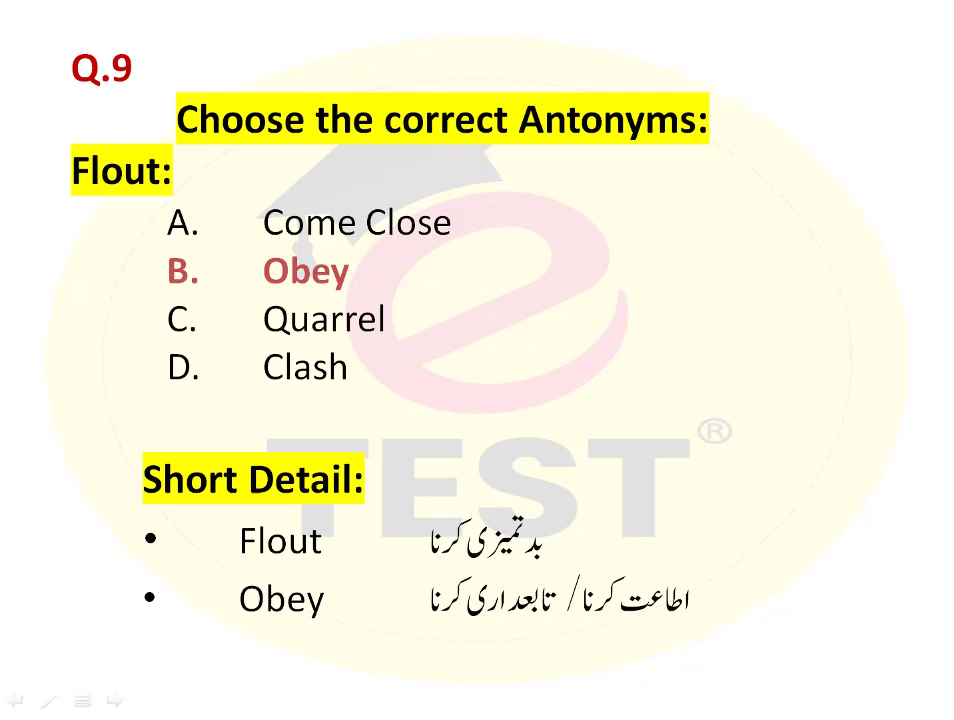 Q.9
Choose the correct Antonyms:
Flout:
A. Come Close
B. Obey
C. Quarrel
D. Clash
e
TEST®
Short Detail:
• Flout بدتمیزی کرنا
• Obey اطاعت کرنا/ تابعداری کرنا